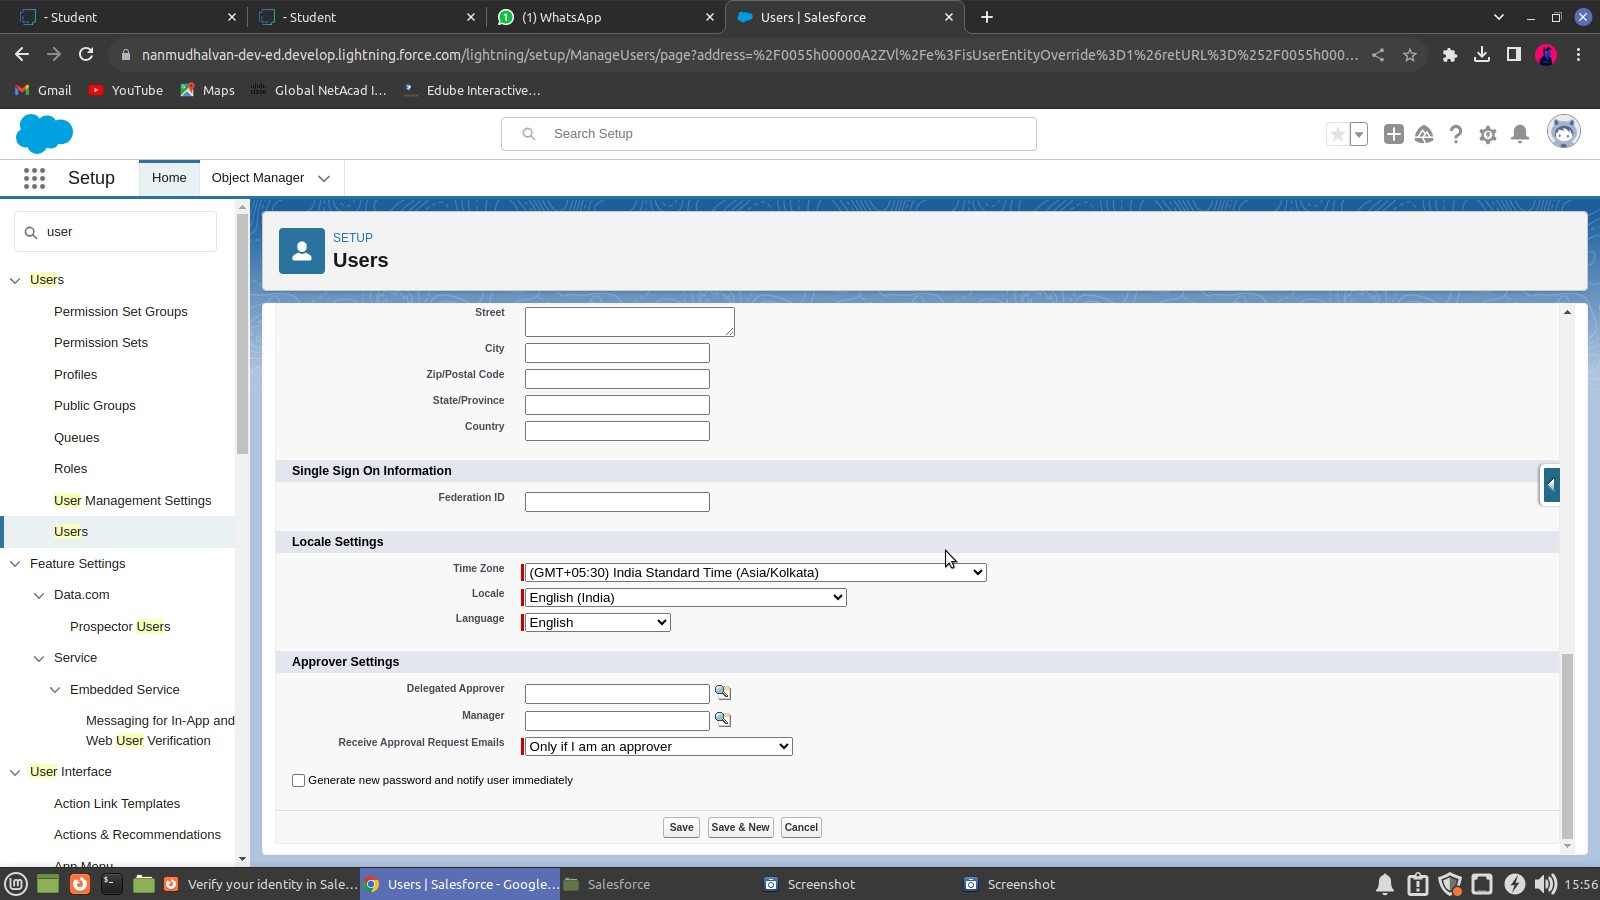 - Student
- Student
(1) WhatsApp
Users | Salesforce
nanmudhalvan-dev-ed.develop.lightning.force.com/lightning/setup/ManageUsers/page?address=%2F0055h00000A2ZVl%2Fe%3FisUserEntityOverride%3D1%26retURL%3D%252F0055h000...
Gmail
YouTube
Maps
Global NetAcad I...
Edube Interactive...
Search Setup
Setup
Home
Object Manager
user
Users
Permission Set Groups
Permission Sets
Profiles
Public Groups
Queues
Roles
User Management Settings
Users
Feature Settings
Data.com
Prospector Users
Service
Embedded Service
Messaging for In-App and
Web User Verification
User Interface
Action Link Templates
Actions & Recommendations
App Menu
SETUP
Users
Street
City
Zip/Postal Code
State/Province
Country
Single Sign On Information
Federation ID
Locale Settings
Time Zone (GMT+05:30) India Standard Time (Asia/Kolkata)
Locale English (India)
Language English
Approver Settings
Delegated Approver
Manager
Receive Approval Request Emails Only if I am an approver
Generate new password and notify user immediately
Save Save & New Cancel
Verify your identity in Sale...
Users | Salesforce - Google...
Salesforce
Screenshot
Screenshot
15:56